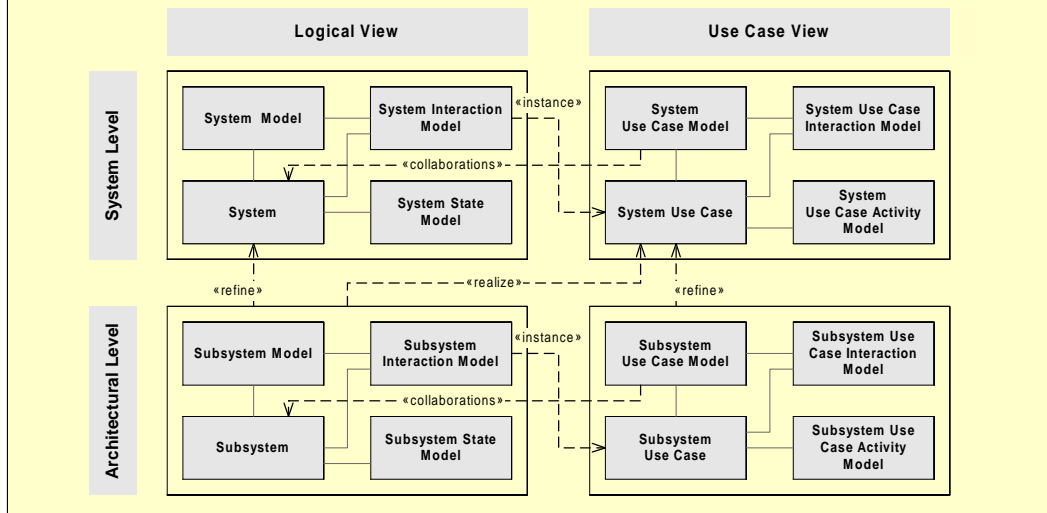 Logical View
Use Case View
System Level
System Model
System Interaction
Model
«instance»
System
Use Case Model
System Use Case
Interaction Model
«collaborations»
System
System State
Model
System Use Case
System
Use Case Activity
Model
«refine»
«realize»
«refine»
Architectural Level
Subsystem Model
Subsystem
Interaction Model
«instance»
Subsystem
Use Case Model
Subsystem Use
Case Interaction
Model
«collaborations»
Subsystem
Subsystem State
Model
Subsystem
Use Case
Subsystem Use
Case Activity
Model